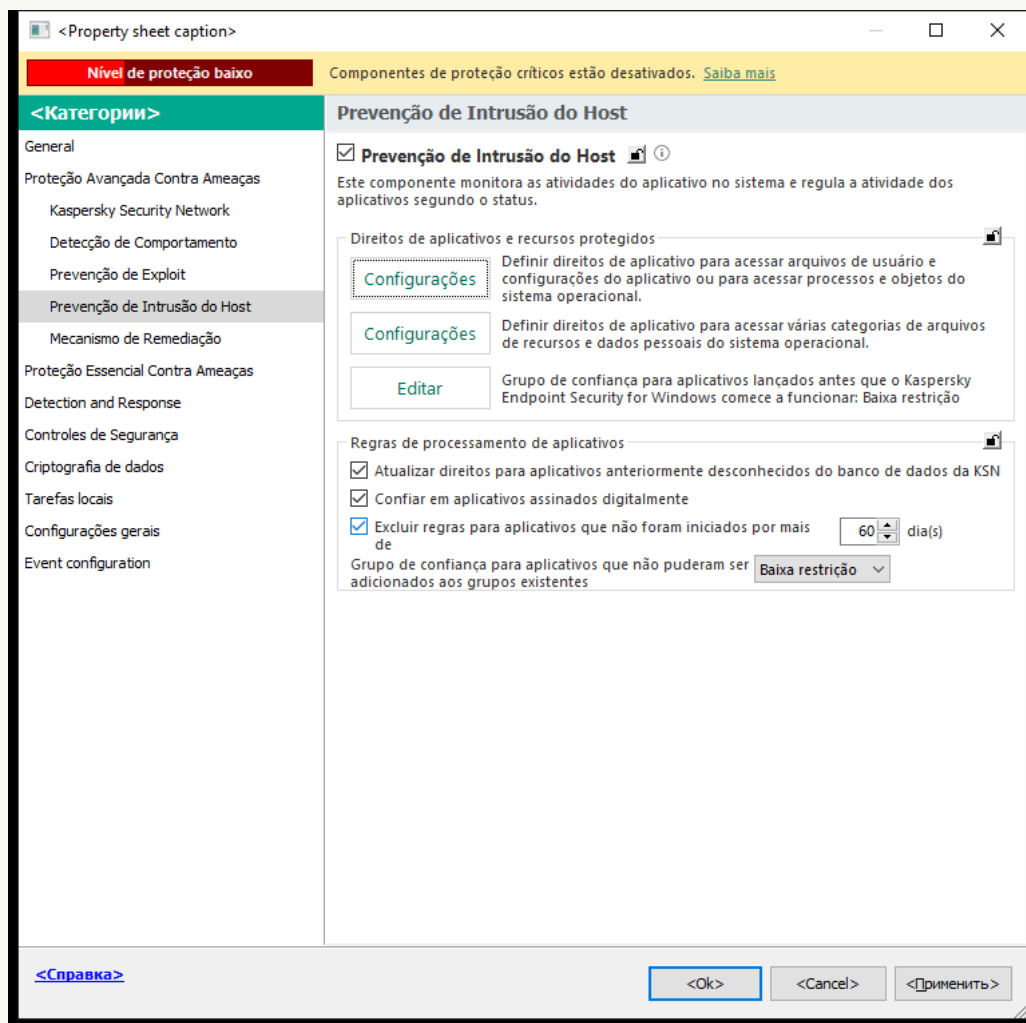 <Property sheet caption>
Nível de proteção baixo
Componentes de proteção críticos estão desativados. Saiba mais
<Категории>
General
Proteção Avançada Contra Ameaças
Kaspersky Security Network
Detecção de Comportamento
Prevenção de Exploit
Prevenção de Intrusão do Host
Mecanismo de Remediação
Proteção Essencial Contra Ameaças
Detection and Response
Controles de Segurança
Criptografia de dados
Tarefas locais
Configurações gerais
Event configuration
Prevenção de Intrusão do Host
Prevenção de Intrusão do Host
Este componente monitora as atividades do aplicativo no sistema e regula a atividade dos
aplicativos segundo o status.
Direitos de aplicativos e recursos protegidos
Configurações
Definir direitos de aplicativo para acessar arquivos de usuário e
configurações do aplicativo ou para acessar processos e objetos do
sistema operacional.
Configurações
Definir direitos de aplicativo para acessar várias categorias de arquivos
de recursos e dados pessoais do sistema operacional.
Editar
Grupo de confiança para aplicativos lançados antes que o Kaspersky
Endpoint Security for Windows comece a funcionar: Baixa restrição
Regras de processamento de aplicativos
Atualizar direitos para aplicativos anteriormente desconhecidos do banco de dados da KSN
Confiar em aplicativos assinados digitalmente
Excluir regras para aplicativos que não foram iniciados por mais
de
60 dia(s)
Grupo de confiança para aplicativos que não puderam ser
adicionados aos grupos existentes
Baixa restrição
<Справка>
<Ok>
<Cancel>
<Применить>